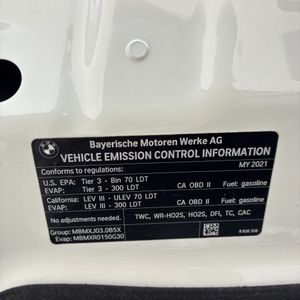 BMW
Bayerische Motoren Werke AG
VEHICLE EMISSION CONTROL INFORMATION
Conforms to regulations: MY 2021
U.S. EPA: Tier 3 - Bin 70 LDT CA OBD II Fuel: gasoline
EVAP: Tier 3 - 300 LDT
California: LEV III - ULEV 70 LDT CA OBD II Fuel: gasoline
EVAP: LEV III - 300 LDT
No adjustments needed. TWC, WR-HO2S, HO2S, DFI, TC, CAC
Group: MBMXJ03.0B5X
Evap: MBMXR0150G30